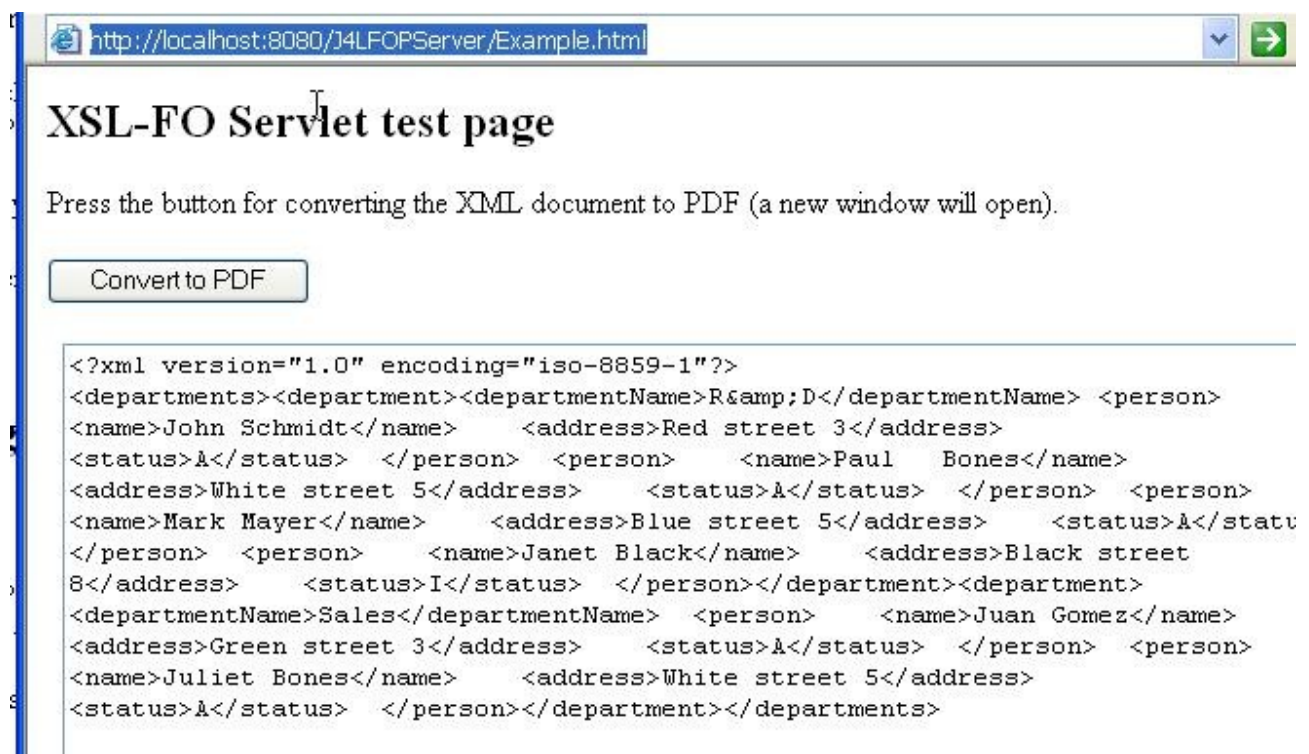 http://localhost:8080/J4LFOPServer/Example.html
XSL-FO Servlet test page
Press the button for converting the XML document to PDF (a new window will open).
Convert to PDF
<?xml version="1.0" encoding="iso-8859-1"?>
<departments><department><departmentName>R&amp;D</departmentName> <person>
<name>John Schmidt</name>    <address>Red street 3</address>
<status>A</status>  </person>  <person>    <name>Paul   Bones</name>
<address>White street 5</address>    <status>A</status>  </person>  <person>
<name>Mark Mayer</name>    <address>Blue street 5</address>    <status>A</statu
</person>  <person>    <name>Janet Black</name>    <address>Black street
8</address>    <status>I</status>  </person></department><department>
<departmentName>Sales</departmentName>  <person>    <name>Juan Gomez</name>
<address>Green street 3</address>    <status>A</status>  </person>  <person>
<name>Juliet Bones</name>    <address>White street 5</address>
<status>A</status>  </person></department></departments>